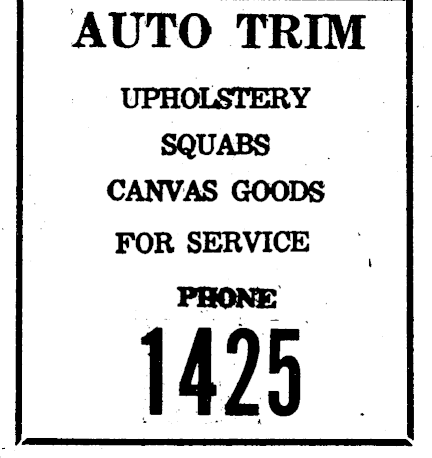 AUTO TRIM
UPHOLSTERY
SQUABS
CANVAS GOODS
FOR SERVICE
PHONE
1425